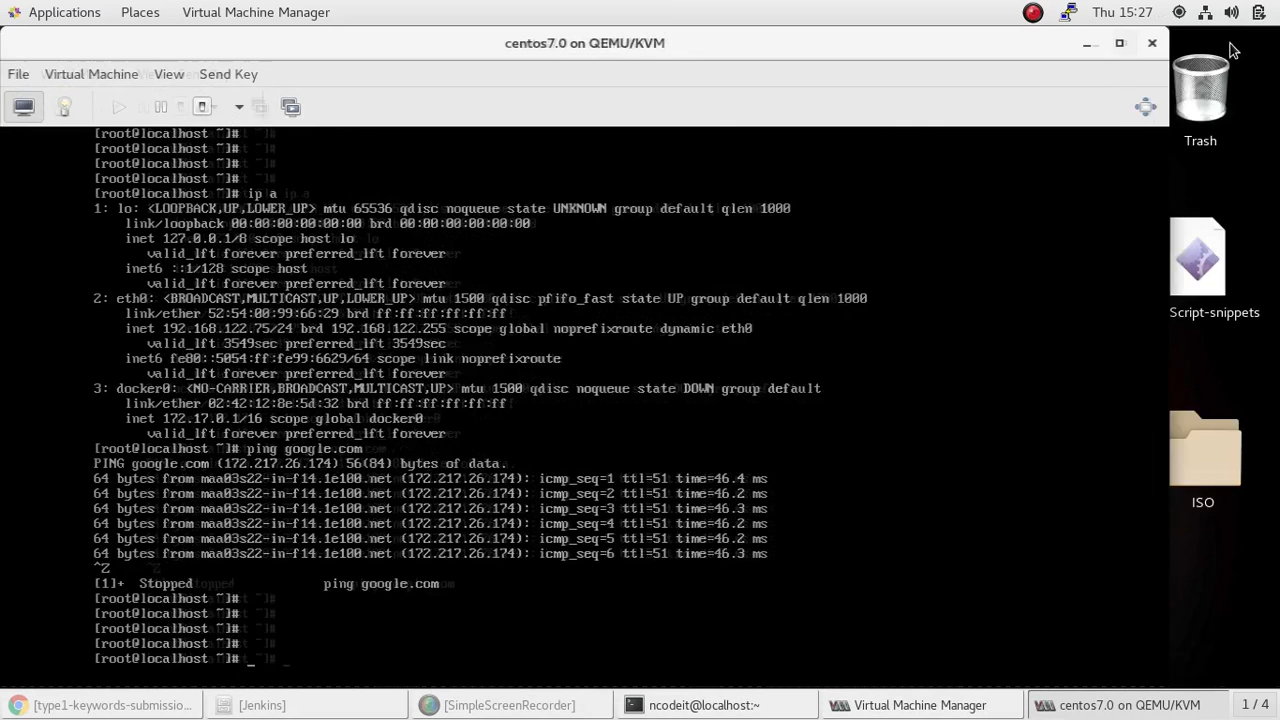 Applications Places Virtual Machine Manager Thu 15:27
centos7.0 on QEMU/KVM
File Virtual Machine View Send Key
Trash
Script-snippets
ISO
[root@localhost ~]#
[root@localhost ~]#
[root@localhost ~]#
[root@localhost ~]#
[root@localhost ~]# ip a
1: lo: <LOOPBACK,UP,LOWER_UP> mtu 65536 qdisc noqueue state UNKNOWN group default qlen 1000
link/loopback 00:00:00:00:00:00 brd 00:00:00:00:00:00
inet 127.0.0.1/8 scope host lo
valid_lft forever preferred_lft forever
inet6 ::1/128 scope host
valid_lft forever preferred_lft forever
2: eth0: <BROADCAST,MULTICAST,UP,LOWER_UP> mtu 1500 qdisc pfifo_fast state UP group default qlen 1000
link/ether 52:54:00:99:66:29 brd ff:ff:ff:ff:ff:ff
inet 192.168.122.75/24 brd 192.168.122.255 scope global noprefixroute dynamic eth0
valid_lft 3549sec preferred_lft 3549sec
inet6 fe80::5054:ff:fe99:6629/64 scope link noprefixroute
valid_lft forever preferred_lft forever
3: docker0: <NO-CARRIER,BROADCAST,MULTICAST,UP> mtu 1500 qdisc noqueue state DOWN group default
link/ether 02:42:12:8e:5d:32 brd ff:ff:ff:ff:ff:ff
inet 172.17.0.1/16 scope global docker0
valid_lft forever preferred_lft forever
[root@localhost ~]# ping google.com
PING google.com (172.217.26.174) 56(84) bytes of data.
64 bytes from maa03s22-in-f14.1e100.net (172.217.26.174): icmp_seq=1 ttl=51 time=46.4 ms
64 bytes from maa03s22-in-f14.1e100.net (172.217.26.174): icmp_seq=2 ttl=51 time=46.2 ms
64 bytes from maa03s22-in-f14.1e100.net (172.217.26.174): icmp_seq=3 ttl=51 time=46.3 ms
64 bytes from maa03s22-in-f14.1e100.net (172.217.26.174): icmp_seq=4 ttl=51 time=46.2 ms
64 bytes from maa03s22-in-f14.1e100.net (172.217.26.174): icmp_seq=5 ttl=51 time=46.2 ms
64 bytes from maa03s22-in-f14.1e100.net (172.217.26.174): icmp_seq=6 ttl=51 time=46.3 ms
^Z
[1]+ Stopped ping google.com
[root@localhost ~]#
[root@localhost ~]#
[root@localhost ~]#
[root@localhost ~]#
[root@localhost ~]# _
[type1-keywords-submissio... [Jenkins] [SimpleScreenRecorder] ncodeit@localhost:~ Virtual Machine Manager centos7.0 on QEMU/KVM 1 / 4